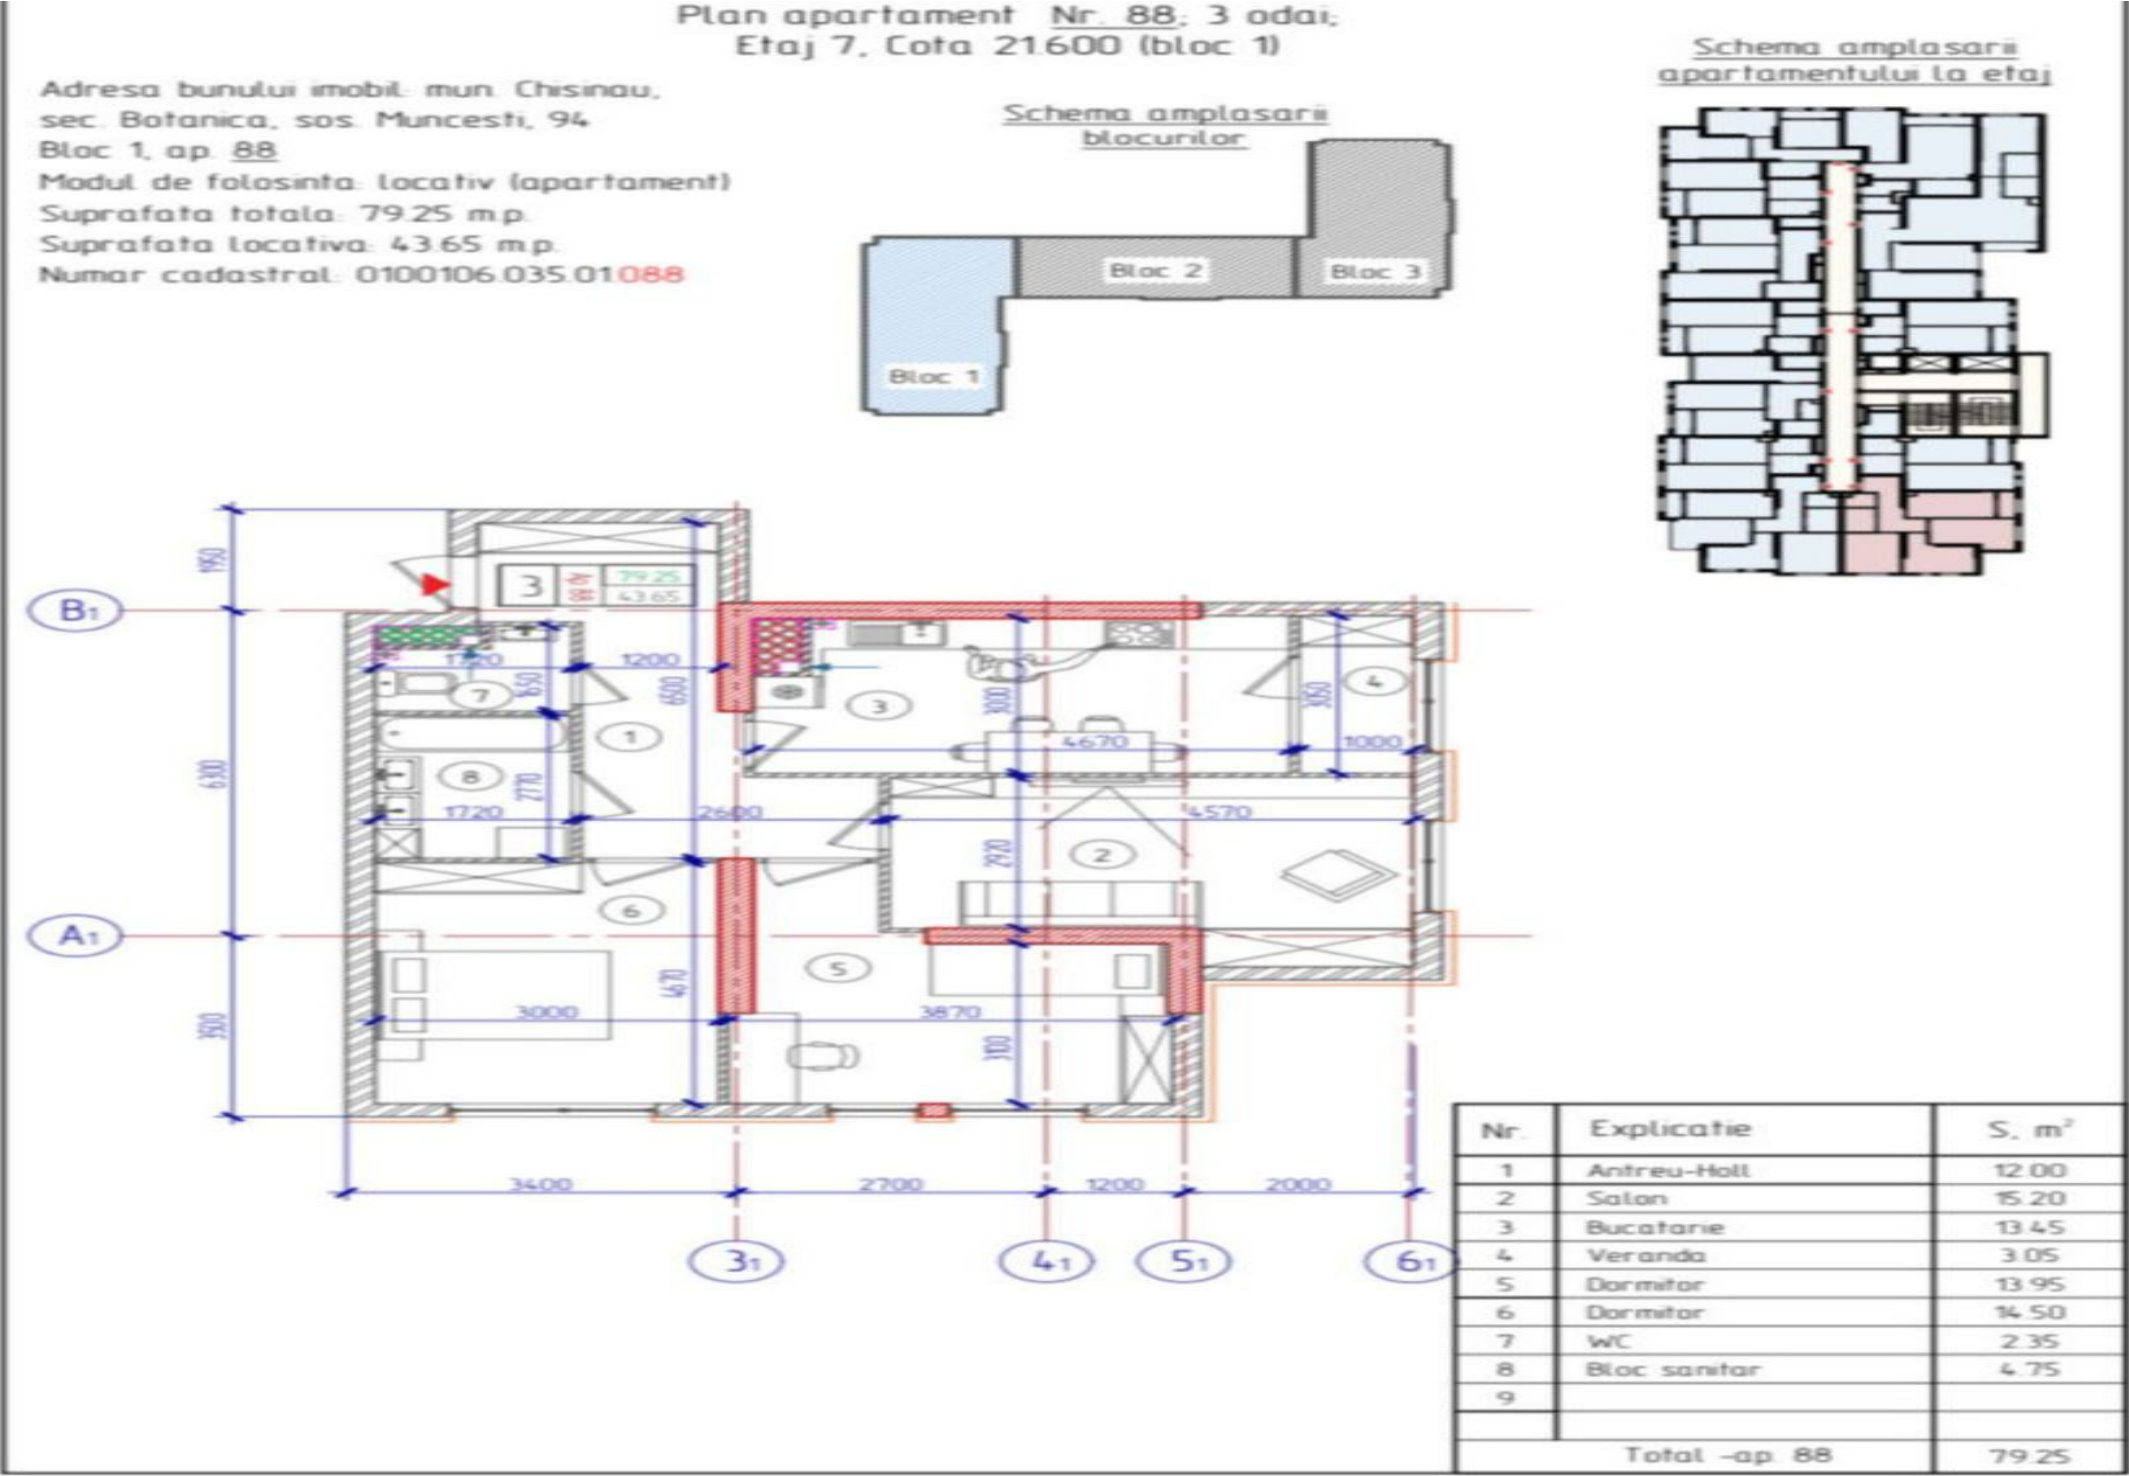 Plan apartament Nr. 88; 3 odai;
Etaj 7, Cota 21.600 (bloc 1)
Adresa bunului imobil: mun. Chisinau,
sec. Botanica, sos. Muncesti, 94
Bloc 1, ap. 88
Modul de folosinta: locativ (apartament)
Suprafata totala: 79.25 m.p.
Suprafata locativa: 43.65 m.p.
Numar cadastral: 0100106.035.01.088
Schema amplasarii
blocurilor
Bloc 1
Bloc 2
Bloc 3
Schema amplasarii
apartamentului la etaj
3 79.25
43.65
1950
B1
1720 1200
1650
6500
7
3
3000
4
3050
1
4670
1000
6300
8
2770
1720
2600
4570
2920
2
6
A1
5
4670
3000
3870
3500
3100
3400
2700
1200
2000
31
41
51
61
Nr. Explicatie S, m²
1 Antreu-Holl 12.00
2 Salon 15.20
3 Bucatarie 13.45
4 Veranda 3.05
5 Dormitor 13.95
6 Dormitor 14.50
7 WC 2.35
8 Bloc sanitar 4.75
9
Total -ap. 88 79.25